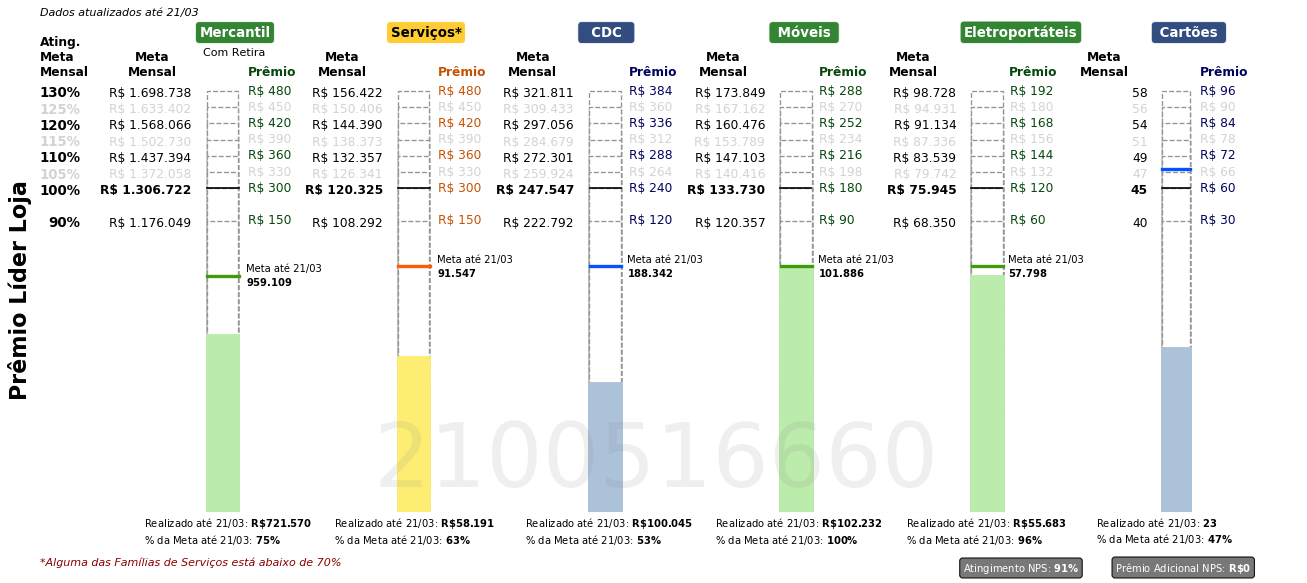 Dados atualizados até 21/03
Mercantil Serviços* CDC Móveis Eletroportáteis Cartões
Com Retira
Ating. Meta Mensal Meta Mensal Prêmio Meta Mensal Prêmio Meta Mensal Prêmio Meta Mensal Prêmio Meta Mensal Prêmio Meta Mensal Prêmio
130% R$ 1.698.738 R$ 480 R$ 156.422 R$ 480 R$ 321.811 R$ 384 R$ 173.849 R$ 288 R$ 98.728 R$ 192 58 R$ 96
125% R$ 1.633.402 R$ 450 R$ 150.406 R$ 450 R$ 309.433 R$ 360 R$ 167.162 R$ 270 R$ 94.931 R$ 180 56 R$ 90
120% R$ 1.568.066 R$ 420 R$ 144.390 R$ 420 R$ 297.056 R$ 336 R$ 160.476 R$ 252 R$ 91.134 R$ 168 54 R$ 84
115% R$ 1.502.730 R$ 390 R$ 138.373 R$ 390 R$ 284.679 R$ 312 R$ 153.789 R$ 234 R$ 87.336 R$ 156 51 R$ 78
110% R$ 1.437.394 R$ 360 R$ 132.357 R$ 360 R$ 272.301 R$ 288 R$ 147.103 R$ 216 R$ 83.539 R$ 144 49 R$ 72
105% R$ 1.372.058 R$ 330 R$ 126.341 R$ 330 R$ 259.924 R$ 264 R$ 140.416 R$ 198 R$ 79.742 R$ 132 47 R$ 66
100% R$ 1.306.722 R$ 300 R$ 120.325 R$ 300 R$ 247.547 R$ 240 R$ 133.730 R$ 180 R$ 75.945 R$ 120 45 R$ 60
90% R$ 1.176.049 R$ 150 R$ 108.292 R$ 150 R$ 222.792 R$ 120 R$ 120.357 R$ 90 R$ 68.350 R$ 60 40 R$ 30
Prêmio Líder Loja
Meta até 21/03 Meta até 21/03 Meta até 21/03 Meta até 21/03 Meta até 21/03
959.109 91.547 188.342 101.886 57.798
2100516660
Realizado até 21/03: R$721.570 Realizado até 21/03: R$58.191 Realizado até 21/03: R$100.045 Realizado até 21/03: R$102.232 Realizado até 21/03: R$55.683 Realizado até 21/03: 23
% da Meta até 21/03: 75% % da Meta até 21/03: 63% % da Meta até 21/03: 53% % da Meta até 21/03: 100% % da Meta até 21/03: 96% % da Meta até 21/03: 47%
*Alguma das Famílias de Serviços está abaixo de 70% Atingimento NPS: 91% Prêmio Adicional NPS: R$0